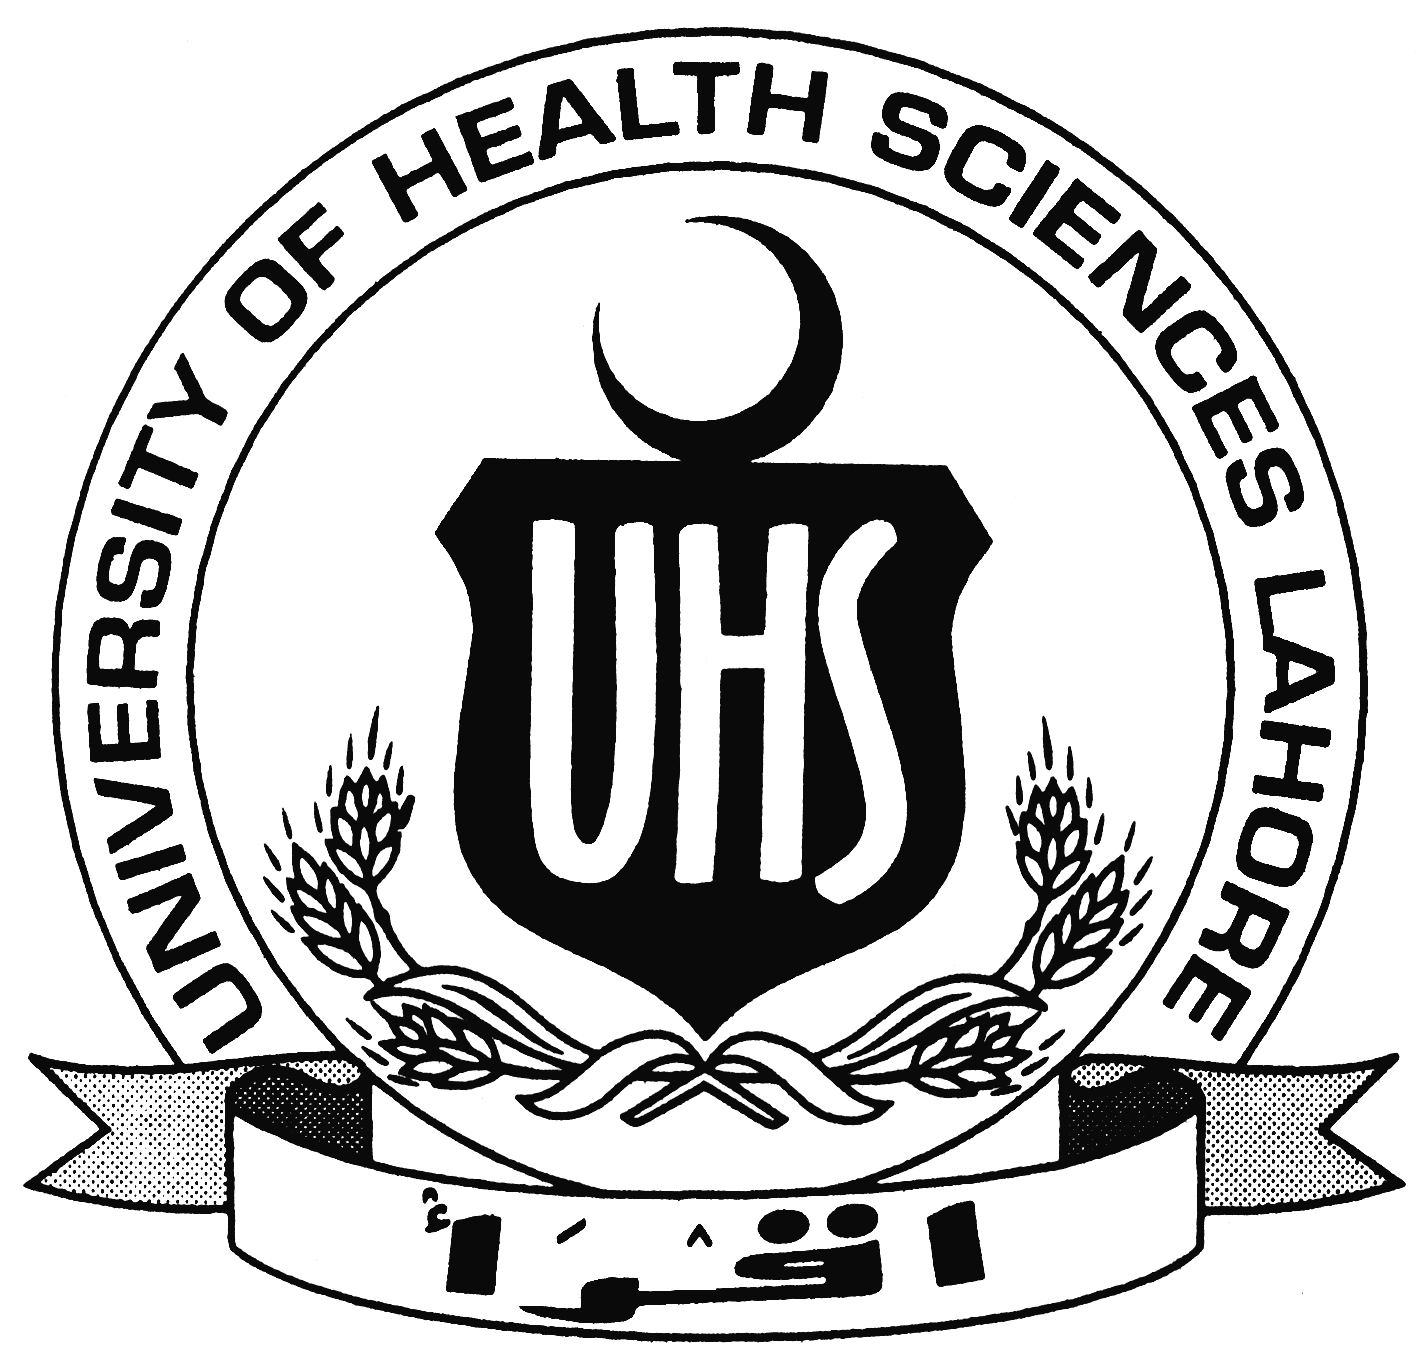 UNIVERSITY OF HEALTH SCIENCES LAHORE
UHS
اقْرَأْ